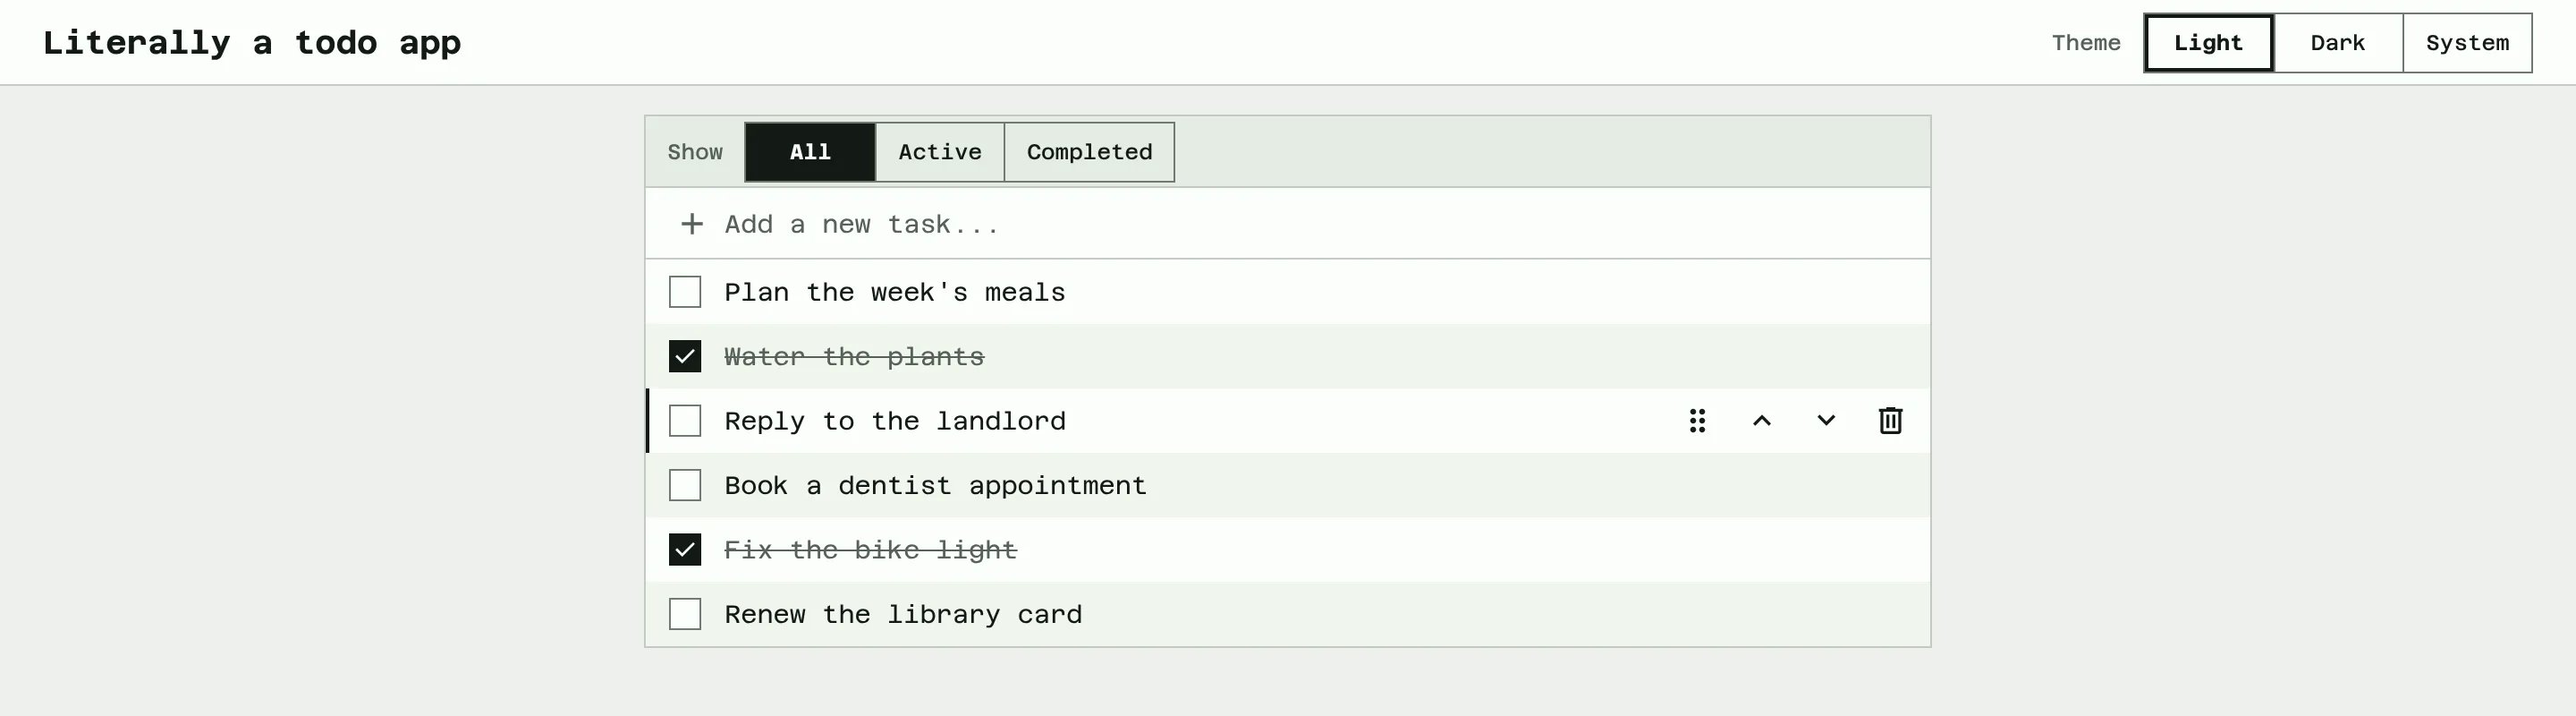 Literally a todo app
Theme Light Dark System
Show All Active Completed
Add a new task...
Plan the week's meals
Water the plants
Reply to the landlord
Book a dentist appointment
Fix the bike light
Renew the library card